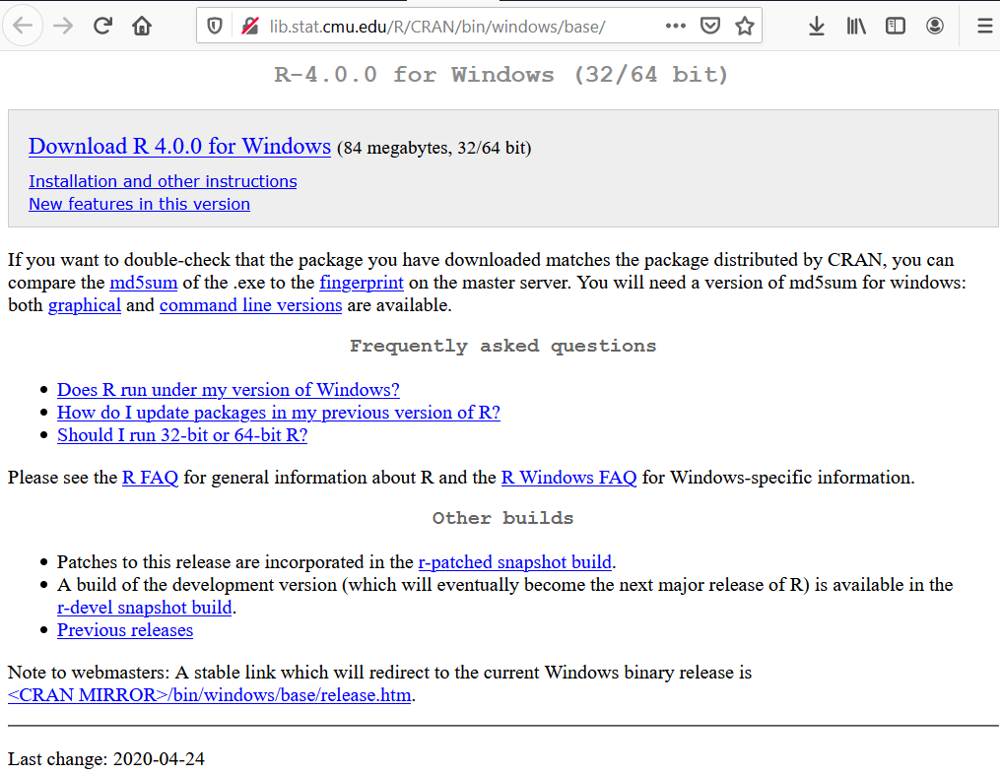 lib.stat.cmu.edu/R/CRAN/bin/windows/base/
R-4.0.0 for Windows (32/64 bit)
Download R 4.0.0 for Windows (84 megabytes, 32/64 bit)
Installation and other instructions
New features in this version
If you want to double-check that the package you have downloaded matches the package distributed by CRAN, you can
compare the md5sum of the .exe to the fingerprint on the master server. You will need a version of md5sum for windows:
both graphical and command line versions are available.
Frequently asked questions
• Does R run under my version of Windows?
• How do I update packages in my previous version of R?
• Should I run 32-bit or 64-bit R?
Please see the R FAQ for general information about R and the R Windows FAQ for Windows-specific information.
Other builds
• Patches to this release are incorporated in the r-patched snapshot build.
• A build of the development version (which will eventually become the next major release of R) is available in the
r-devel snapshot build.
• Previous releases
Note to webmasters: A stable link which will redirect to the current Windows binary release is
<CRAN MIRROR>/bin/windows/base/release.htm.
Last change: 2020-04-24